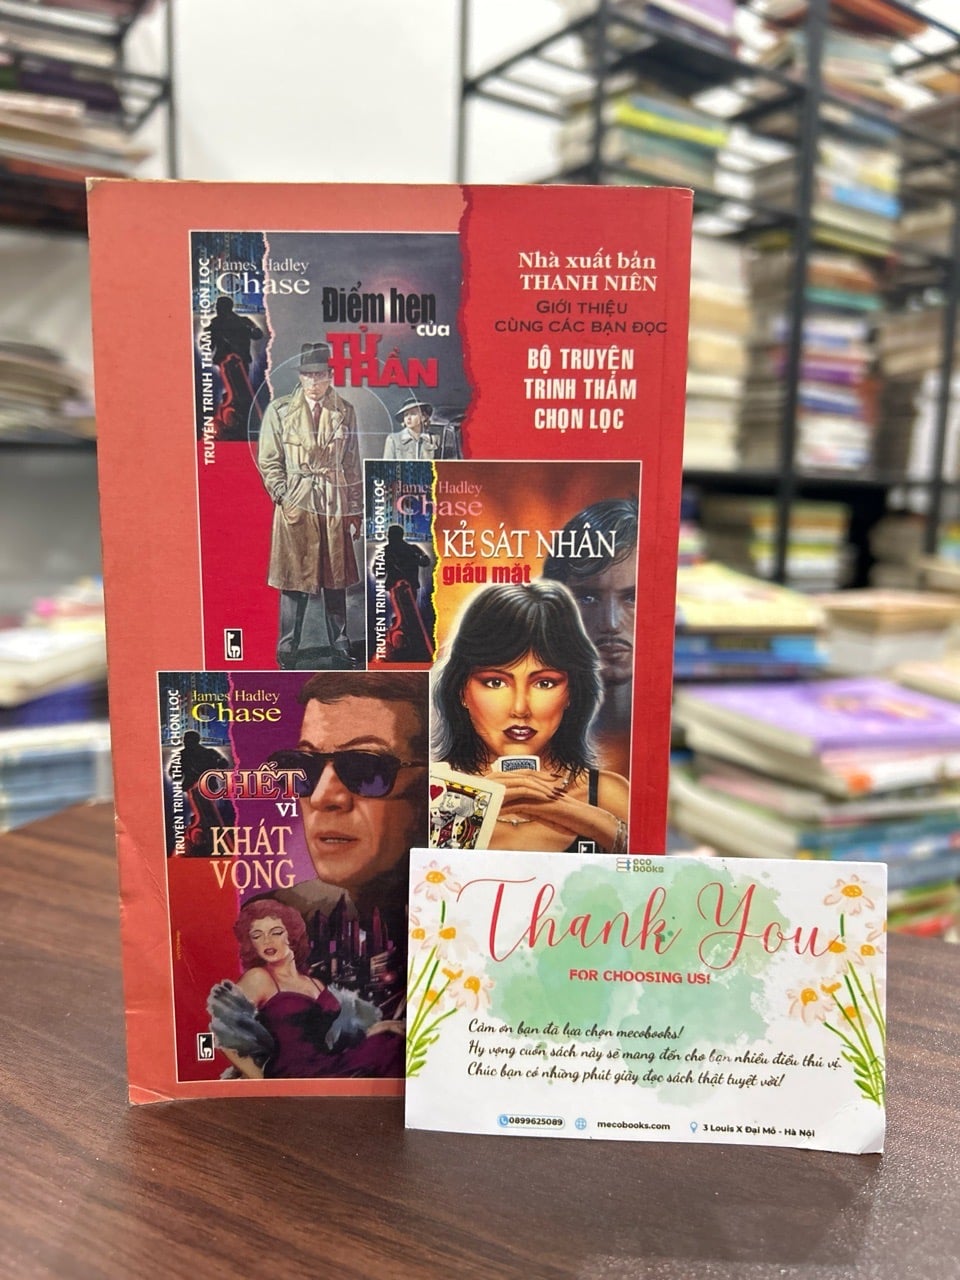 Nhà xuất bản
THANH NIÊN
GIỚI THIỆU
CÙNG CÁC BẠN ĐỌC
BỘ TRUYỆN
TRINH THÁM
CHỌN LỌC
TRUYỆN TRINH THÁM CHỌN LỌC
James Hadley
Chase
Điểm hẹn
của
TỬ
THẦN
TRUYỆN TRINH THÁM CHỌN LỌC
James Hadley
Chase
KẺ SÁT NHÂN
giấu mặt
TRUYỆN TRINH THÁM CHỌN LỌC
James Hadley
Chase
CHẾT
vì
KHÁT
VỌNG
eco
books
Thank You
FOR CHOOSING US!
Cảm ơn bạn đã lựa chọn mecobooks!
Hy vọng cuốn sách này sẽ mang đến cho bạn nhiều điều thú vị.
Chúc bạn có những phút giây đọc sách thật tuyệt vời!
0899625089
mecobooks.com
3 Louis X Đại Mỗ - Hà Nội